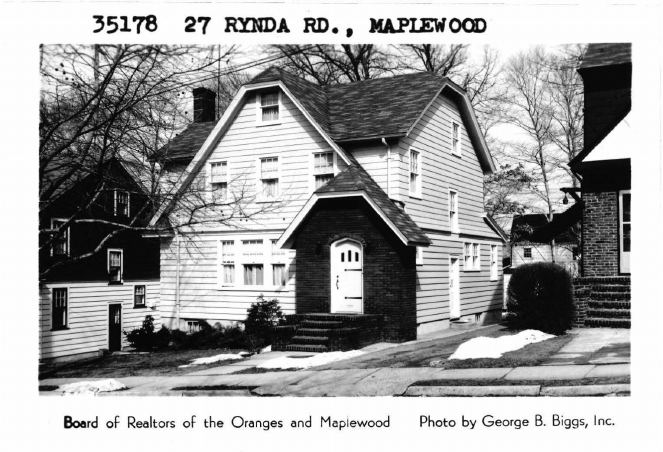 35178 27 RYNDA RD., MAPLEWOOD
Board of Realtors of the Oranges and Maplewood Photo by George B. Biggs, Inc.